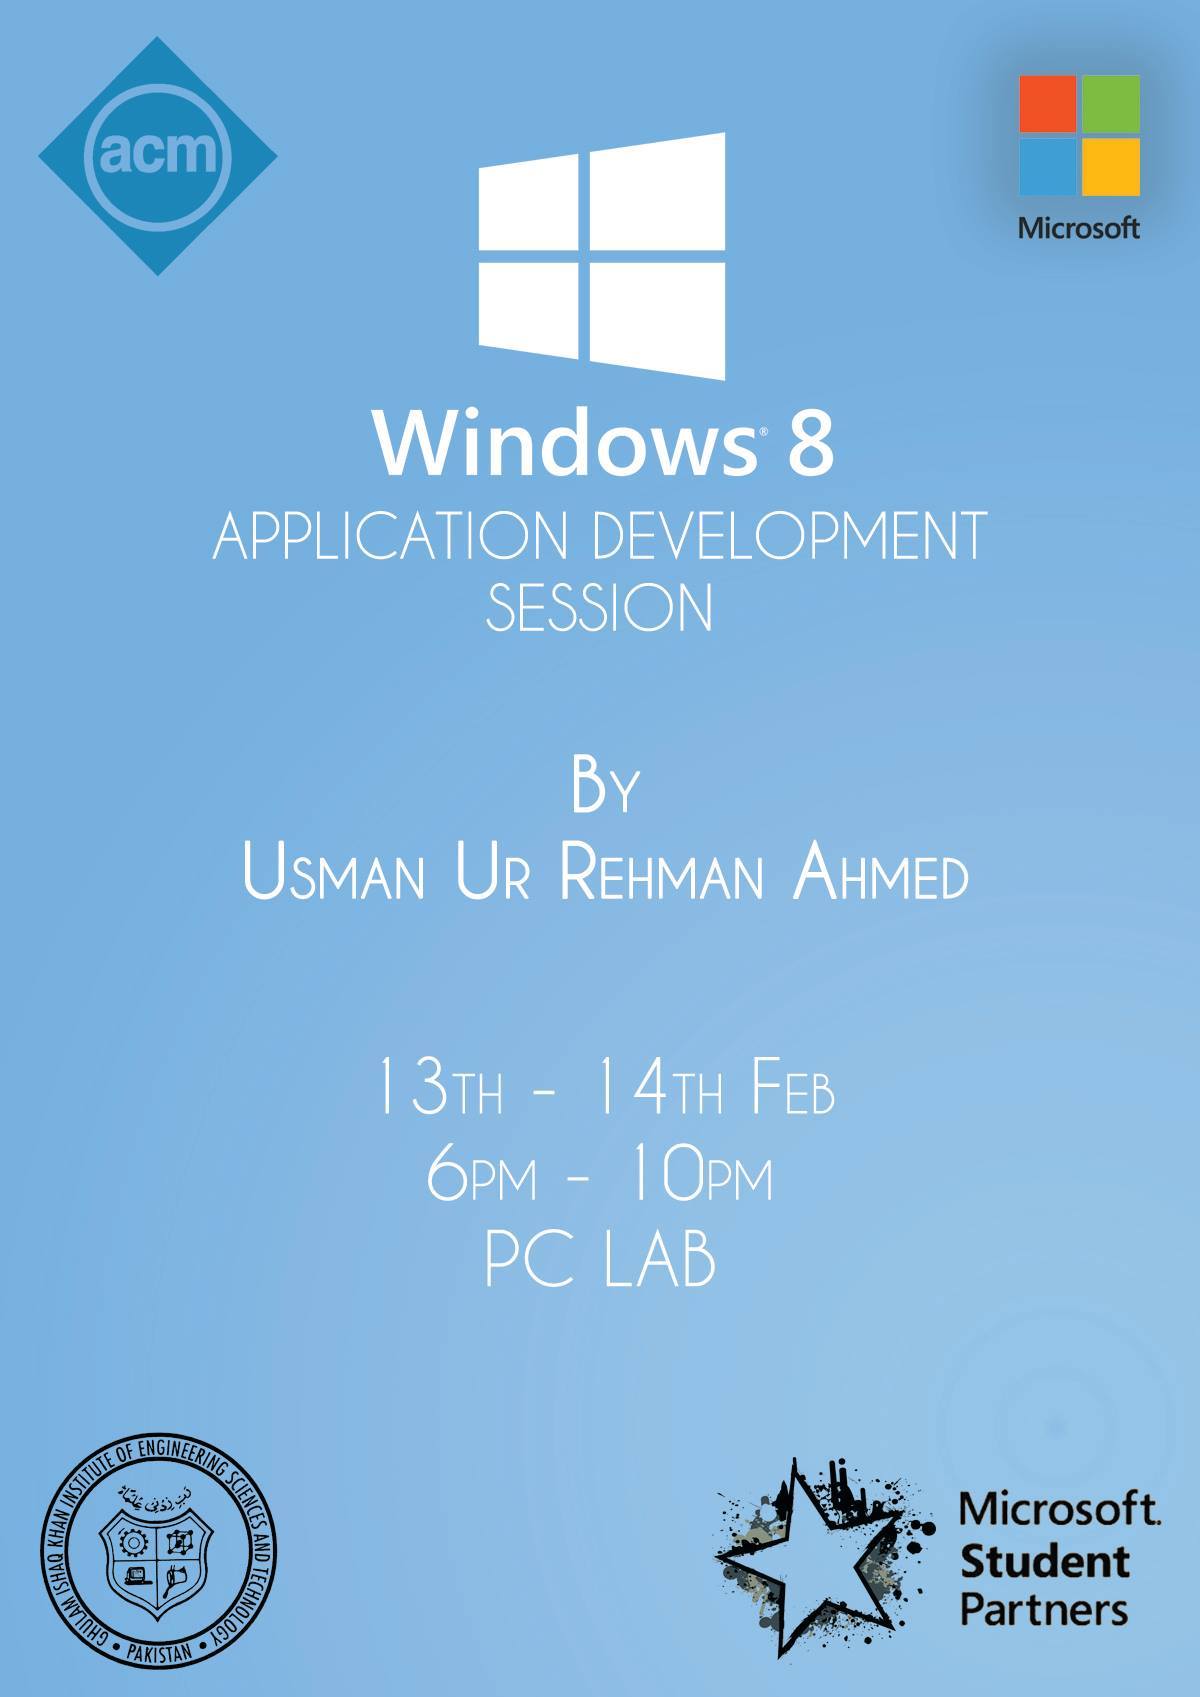 acm
Microsoft
Windows® 8
APPLICATION DEVELOPMENT
SESSION
By
Usman Ur Rehman Ahmed
13th - 14th Feb
6pm - 10pm
PC LAB
GHULAM ISHAQ KHAN INSTITUTE OF ENGINEERING SCIENCES AND TECHNOLOGY
• PAKISTAN •
Microsoft.
Student
Partners